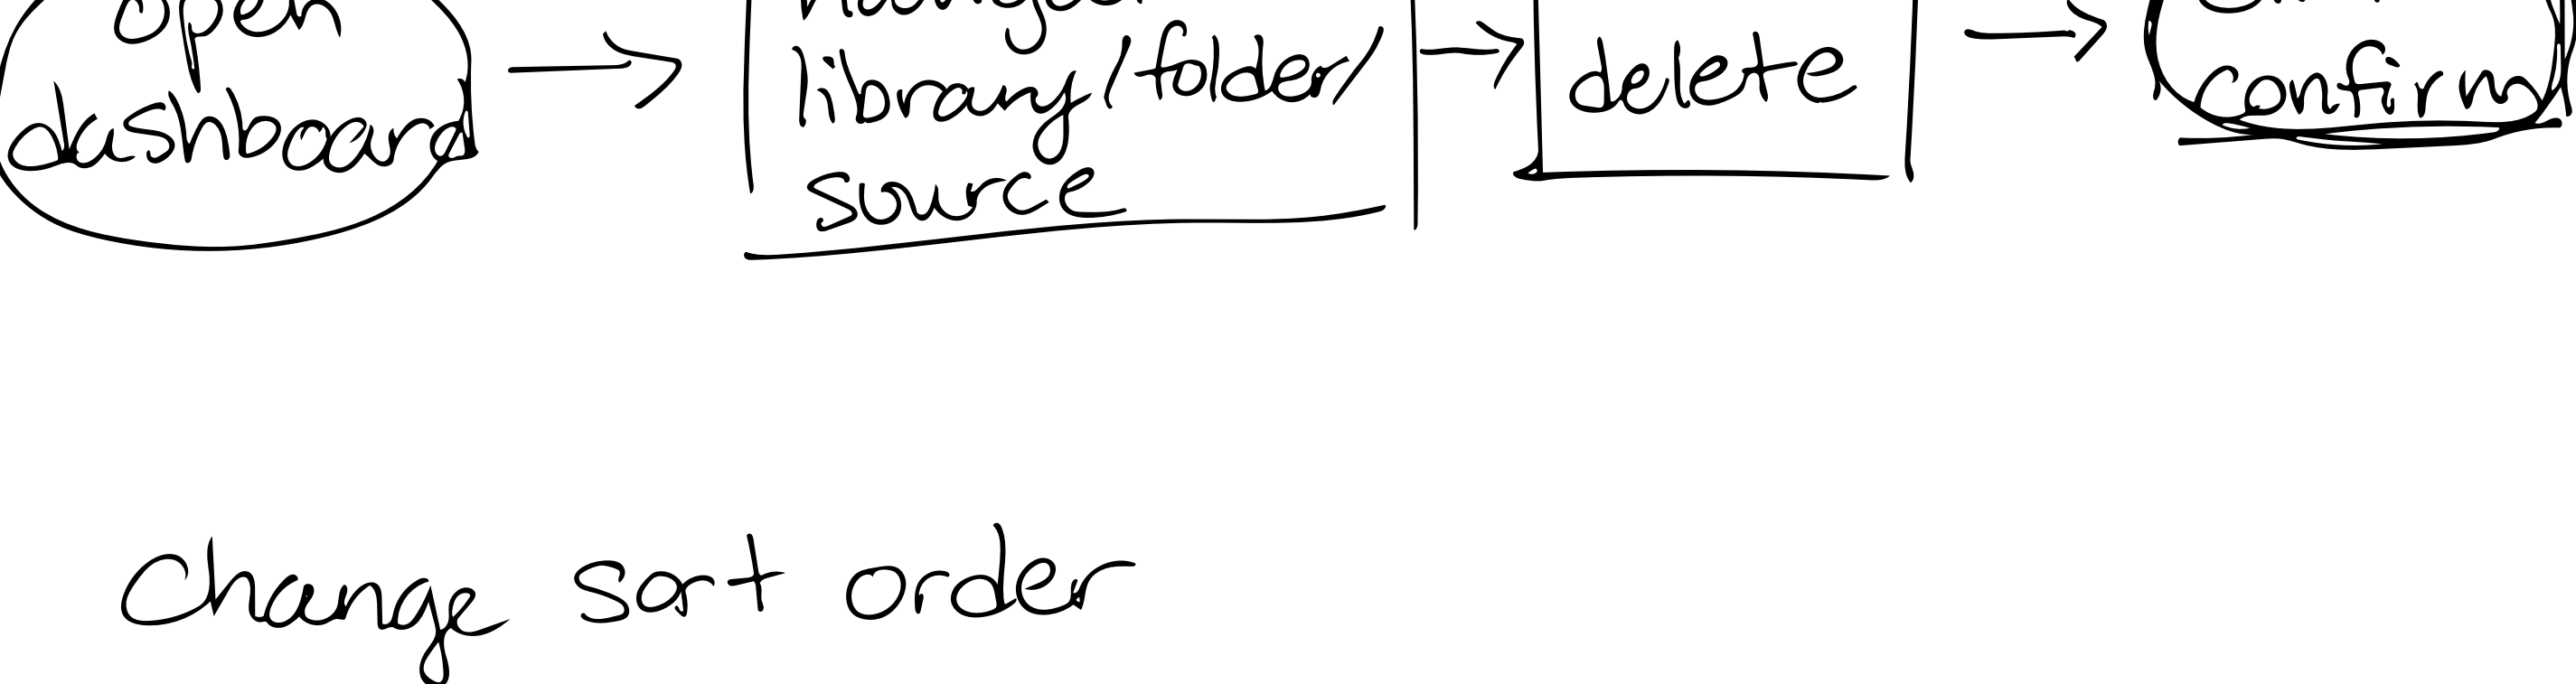 open
dashboard
library/folder/
source
delete
confirm
change sort order